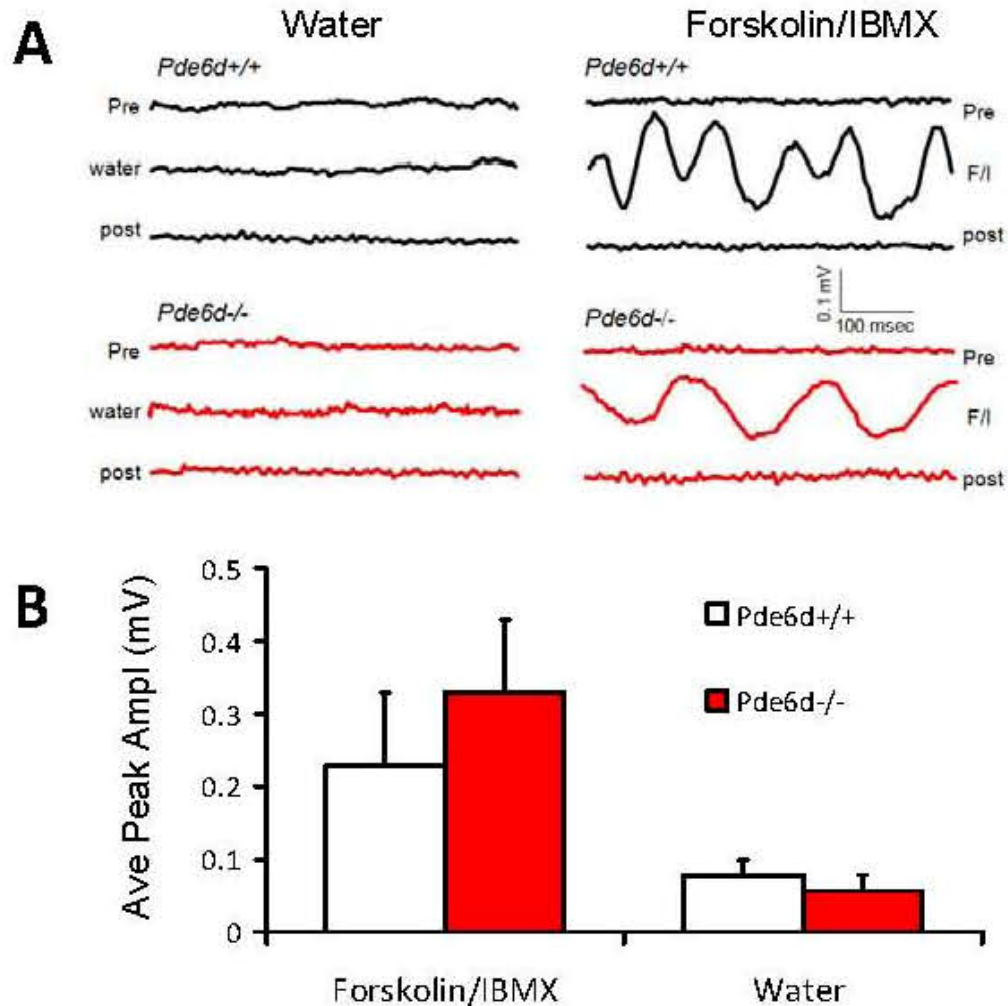 A
Water
Forskolin/IBMX
Pde6d+/+
Pre
water
post
Pde6d+/+
Pre
F/I
post
0.1 mV
100 msec
Pde6d-/-
Pre
water
post
Pde6d-/-
Pre
F/I
post
B
Ave Peak Ampl (mV)
0.5
0.4
0.3
0.2
0.1
0
Pde6d+/+
Pde6d-/-
Forskolin/IBMX
Water